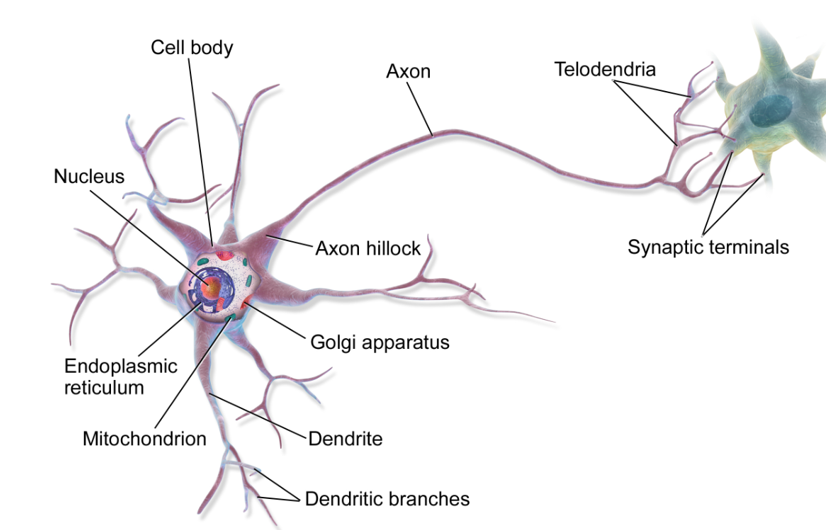 Cell body
Axon
Telodendria
Nucleus
Axon hillock
Synaptic terminals
Golgi apparatus
Endoplasmic
reticulum
Mitochondrion
Dendrite
Dendritic branches